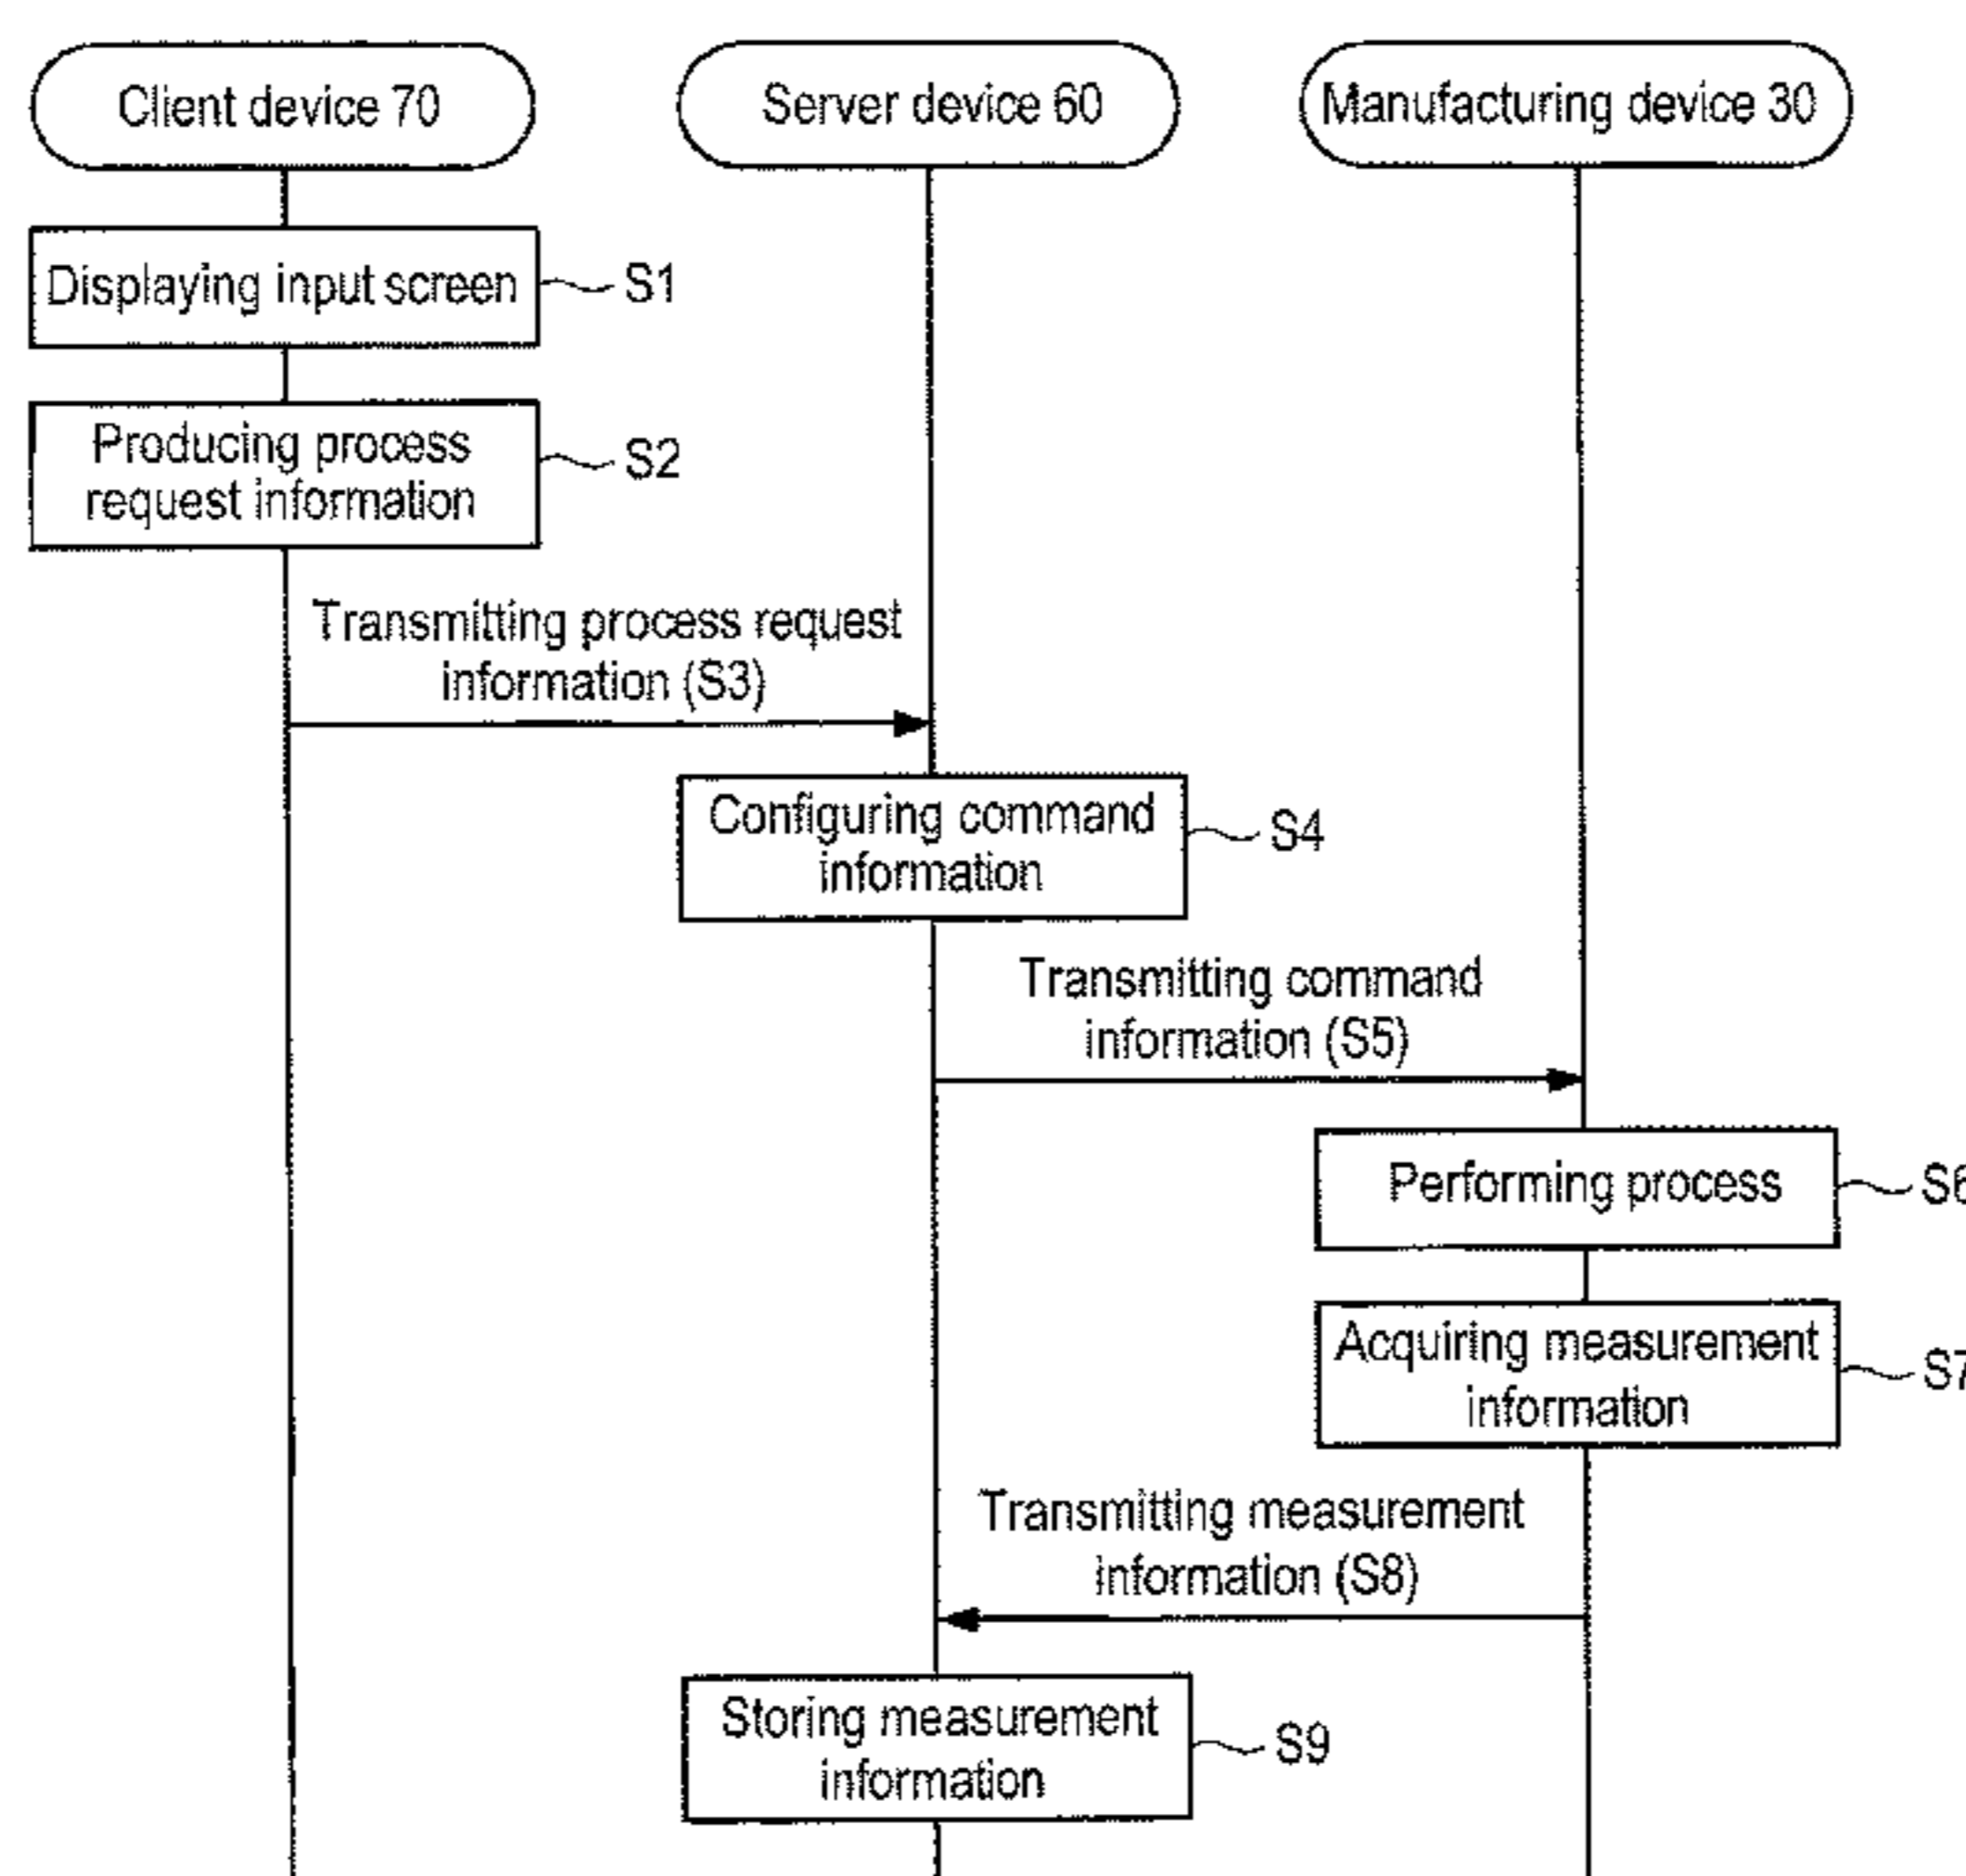 Client device 70
Server device 60
Manufacturing device 30
Displaying input screen
S1
Producing process
request information
S2
Transmitting process request
information (S3)
Configuring command
information
S4
Transmitting command
information (S5)
Performing process
S6
Acquiring measurement
information
S7
Transmitting measurement
information (S8)
Storing measurement
information
S9